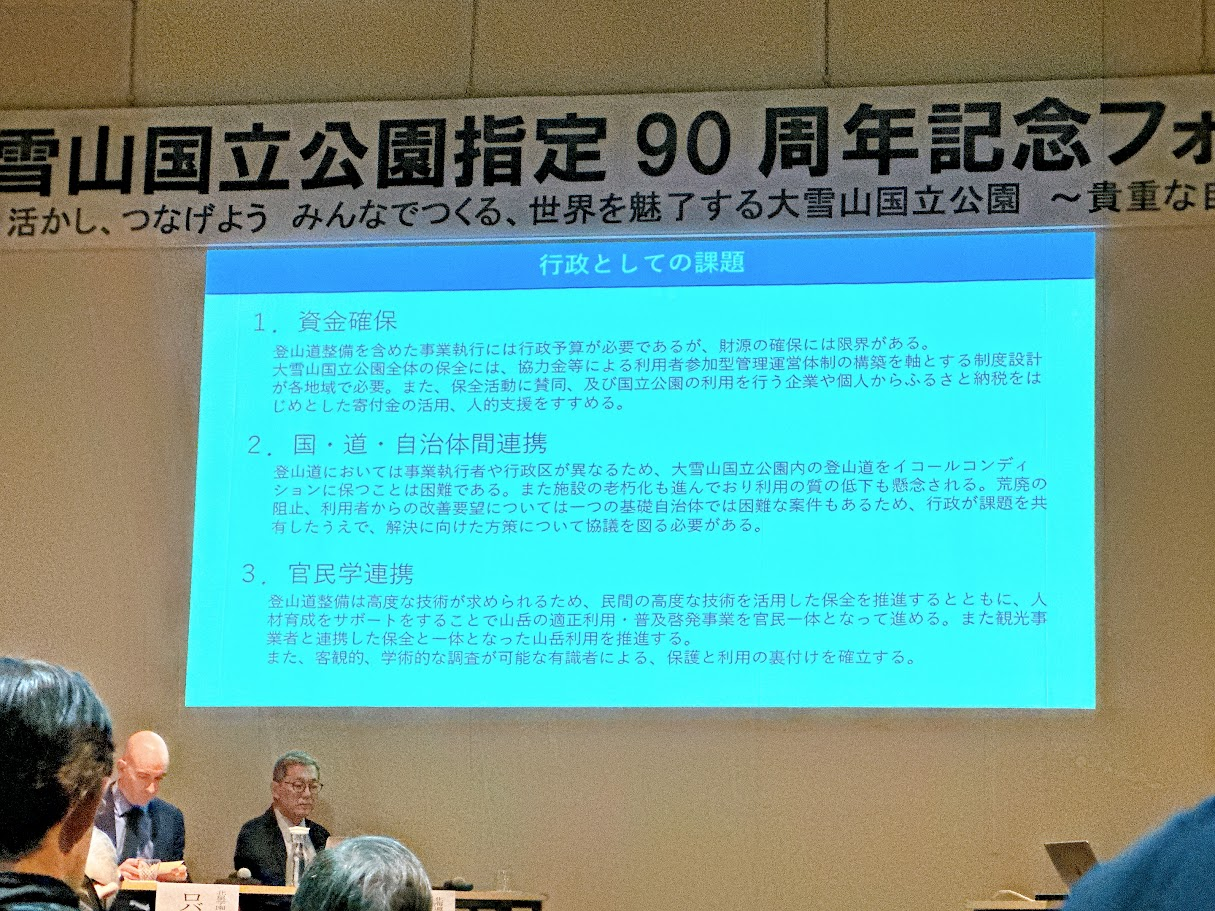 雪山国立公園指定 90 周年記念フォ
活かし、つなげよう みんなでつくる、世界を魅了する大雪山国立公園 ～貴重な自
行政としての課題
1．資金確保
登山道整備を含めた事業執行には行政予算が必要であるが、財源の確保には限界がある。
大雪山国立公園全体の保全には、協力金等による利用者参加型管理運営体制の構築を軸とする制度設計
が各地域で必要。また、保全活動に賛同、及び国立公園の利用を行う企業や個人からふるさと納税をは
じめとした寄付金の活用、人的支援をすすめる。
2．国・道・自治体間連携
登山道においては事業執行者や行政区が異なるため、大雪山国立公園内の登山道をイコールコンディ
ションに保つことは困難である。また施設の老朽化も進んでおり利用の質の低下も懸念される。荒廃の
阻止、利用者からの改善要望については一つの基礎自治体では困難な案件もあるため、行政が課題を共
有したうえで、解決に向けた方策について協議を図る必要がある。
3．官民学連携
登山道整備は高度な技術が求められるため、民間の高度な技術を活用した保全を推進するとともに、人
材育成をサポートをすることで山岳の適正利用・普及啓発事業を官民一体となって進める。また観光事
業者と連携した保全と一体となった山岳利用を推進する。
また、客観的、学術的な調査が可能な有識者による、保護と利用の裏付けを確立する。
ロバ